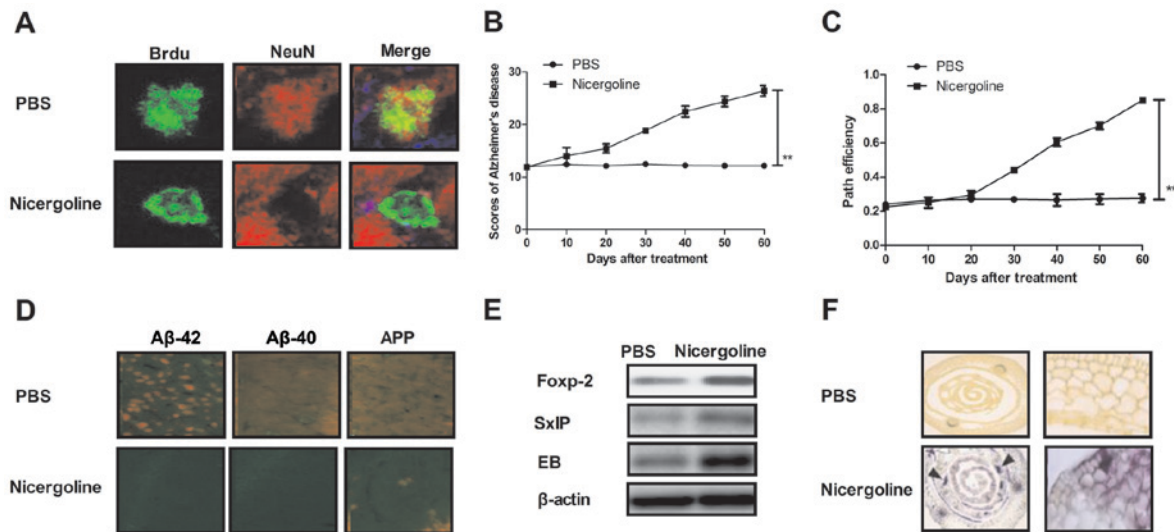 A
Brdu NeuN Merge
PBS
Nicergoline
B
PBS
Nicergoline
Scores of Alzheimer's disease
30
20
10
0
**
0 10 20 30 40 50 60
Days after treatment
C
PBS
Nicergoline
Path efficiency
1.0
0.8
0.6
0.4
0.2
0.0
**
0 10 20 30 40 50 60
Days after treatment
D
Aβ-42 Aβ-40 APP
PBS
Nicergoline
E
PBS Nicergoline
Foxp-2
SxIP
EB
β-actin
F
PBS
Nicergoline